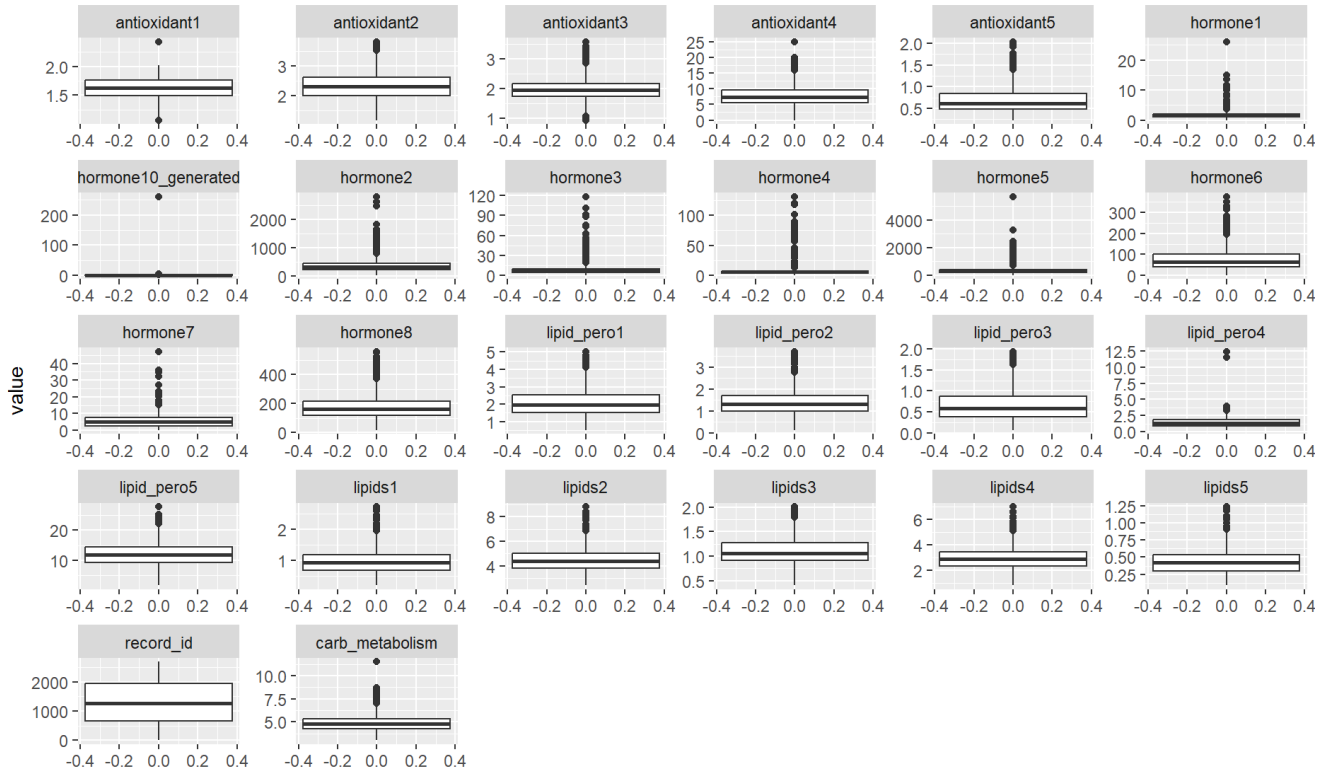 antioxidant1 antioxidant2 antioxidant3 antioxidant4 antioxidant5 hormone1
2.0 1.5
3 2
3 2 1
25 20 15 10 5 0
2.0 1.5 1.0 0.5
20 10 0
-0.4 -0.2 0.0 0.2 0.4 -0.4 -0.2 0.0 0.2 0.4 -0.4 -0.2 0.0 0.2 0.4 -0.4 -0.2 0.0 0.2 0.4 -0.4 -0.2 0.0 0.2 0.4 -0.4 -0.2 0.0 0.2 0.4
hormone10_generated hormone2 hormone3 hormone4 hormone5 hormone6
200 100 0
2000 1000 0
120 90 60 30 0
100 50 0
4000 2000 0
300 200 100 0
-0.4 -0.2 0.0 0.2 0.4 -0.4 -0.2 0.0 0.2 0.4 -0.4 -0.2 0.0 0.2 0.4 -0.4 -0.2 0.0 0.2 0.4 -0.4 -0.2 0.0 0.2 0.4 -0.4 -0.2 0.0 0.2 0.4
hormone7 hormone8 lipid_pero1 lipid_pero2 lipid_pero3 lipid_pero4
value
40 30 20 10 0
400 200 0
5 4 3 2 1
3 2 1 0
2.0 1.5 1.0 0.5 0.0
12.5 10.0 7.5 5.0 2.5 0.0
-0.4 -0.2 0.0 0.2 0.4 -0.4 -0.2 0.0 0.2 0.4 -0.4 -0.2 0.0 0.2 0.4 -0.4 -0.2 0.0 0.2 0.4 -0.4 -0.2 0.0 0.2 0.4 -0.4 -0.2 0.0 0.2 0.4
lipid_pero5 lipids1 lipids2 lipids3 lipids4 lipids5
20 10
2 1
8 6 4
2.0 1.5 1.0 0.5
6 4 2
1.25 1.00 0.75 0.50 0.25
-0.4 -0.2 0.0 0.2 0.4 -0.4 -0.2 0.0 0.2 0.4 -0.4 -0.2 0.0 0.2 0.4 -0.4 -0.2 0.0 0.2 0.4 -0.4 -0.2 0.0 0.2 0.4 -0.4 -0.2 0.0 0.2 0.4
record_id carb_metabolism
2000 1000 0
10.0 7.5 5.0
-0.4 -0.2 0.0 0.2 0.4 -0.4 -0.2 0.0 0.2 0.4